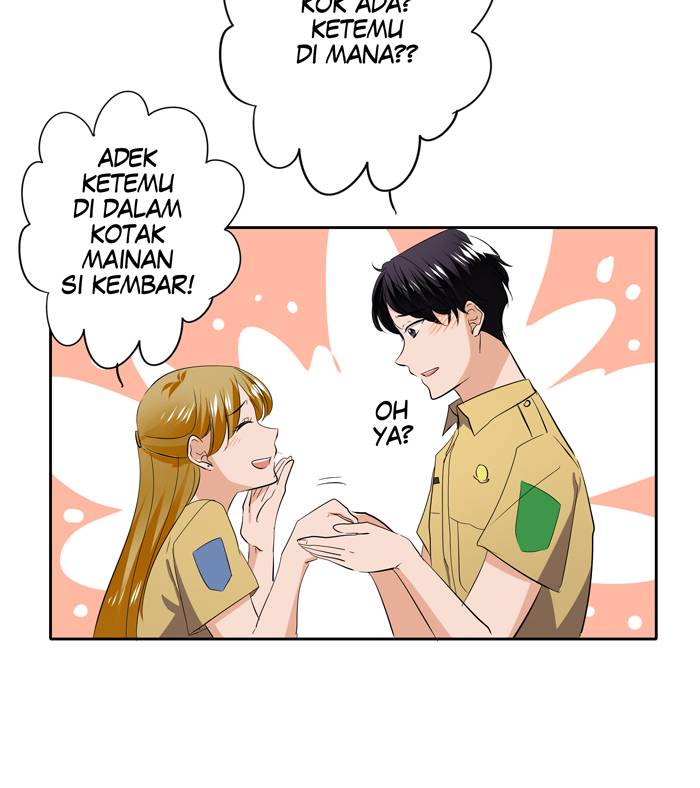 KOK ADA?
KETEMU
DI MANA??
ADEK
KETEMU
DI DALAM
KOTAK
MAINAN
SI KEMBAR!
OH
YA?